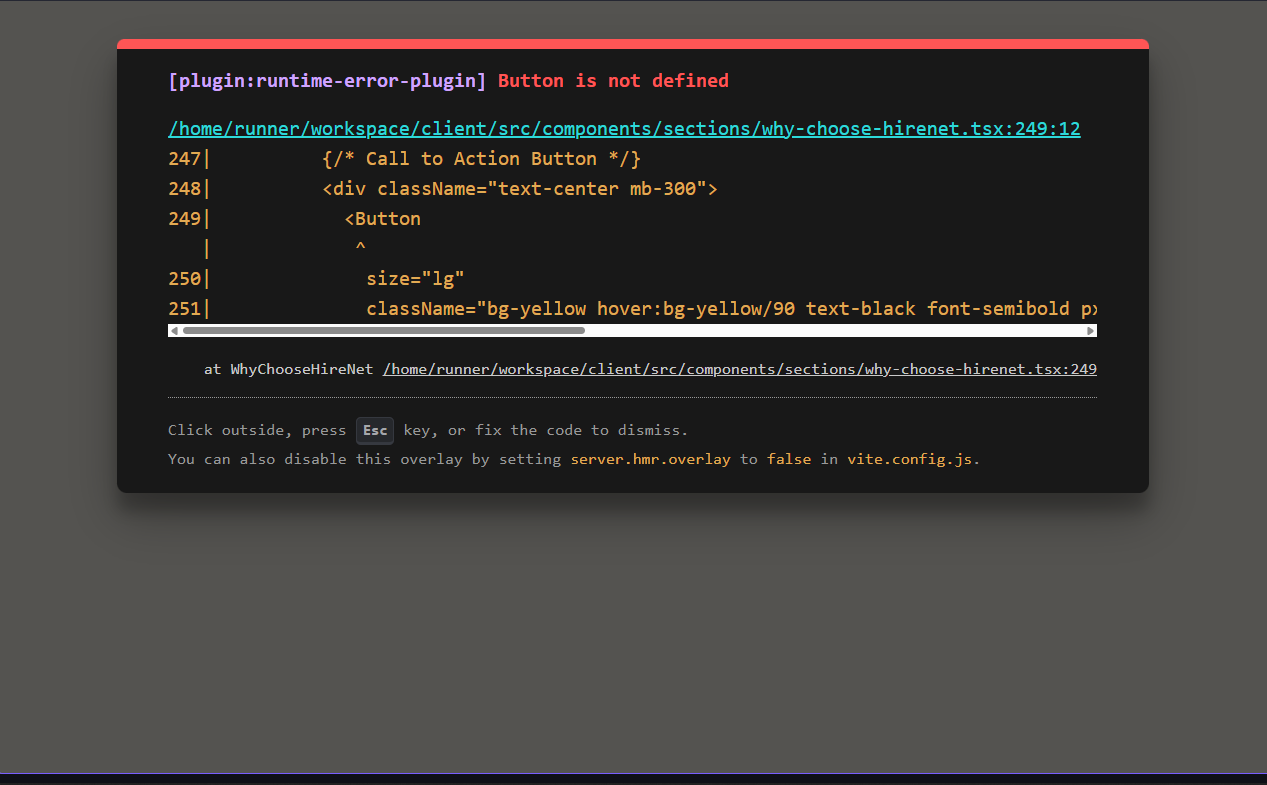 [plugin:runtime-error-plugin] Button is not defined
/home/runner/workspace/client/src/components/sections/why-choose-hirenet.tsx:249:12
247|          {/* Call to Action Button */}
248|          <div className="text-center mb-300">
249|            <Button
   |             ^
250|              size="lg"
251|              className="bg-yellow hover:bg-yellow/90 text-black font-semibold px
at WhyChooseHireNet /home/runner/workspace/client/src/components/sections/why-choose-hirenet.tsx:249
Click outside, press Esc key, or fix the code to dismiss.
You can also disable this overlay by setting server.hmr.overlay to false in vite.config.js.